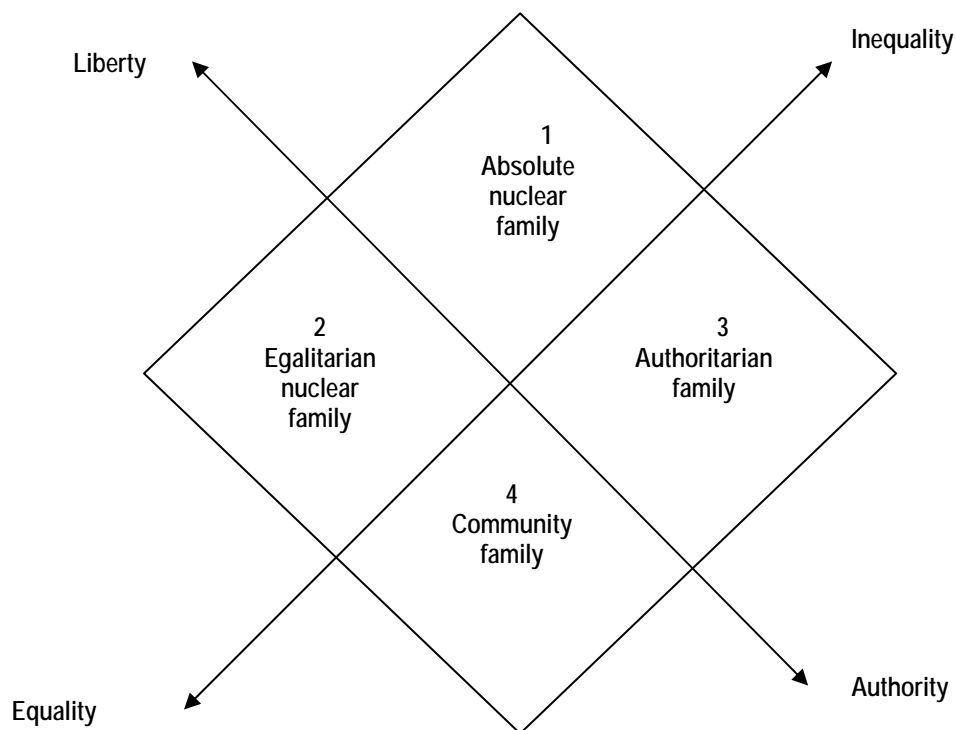 Liberty
Inequality
1
Absolute
nuclear
family
2
Egalitarian
nuclear
family
3
Authoritarian
family
4
Community
family
Equality
Authority